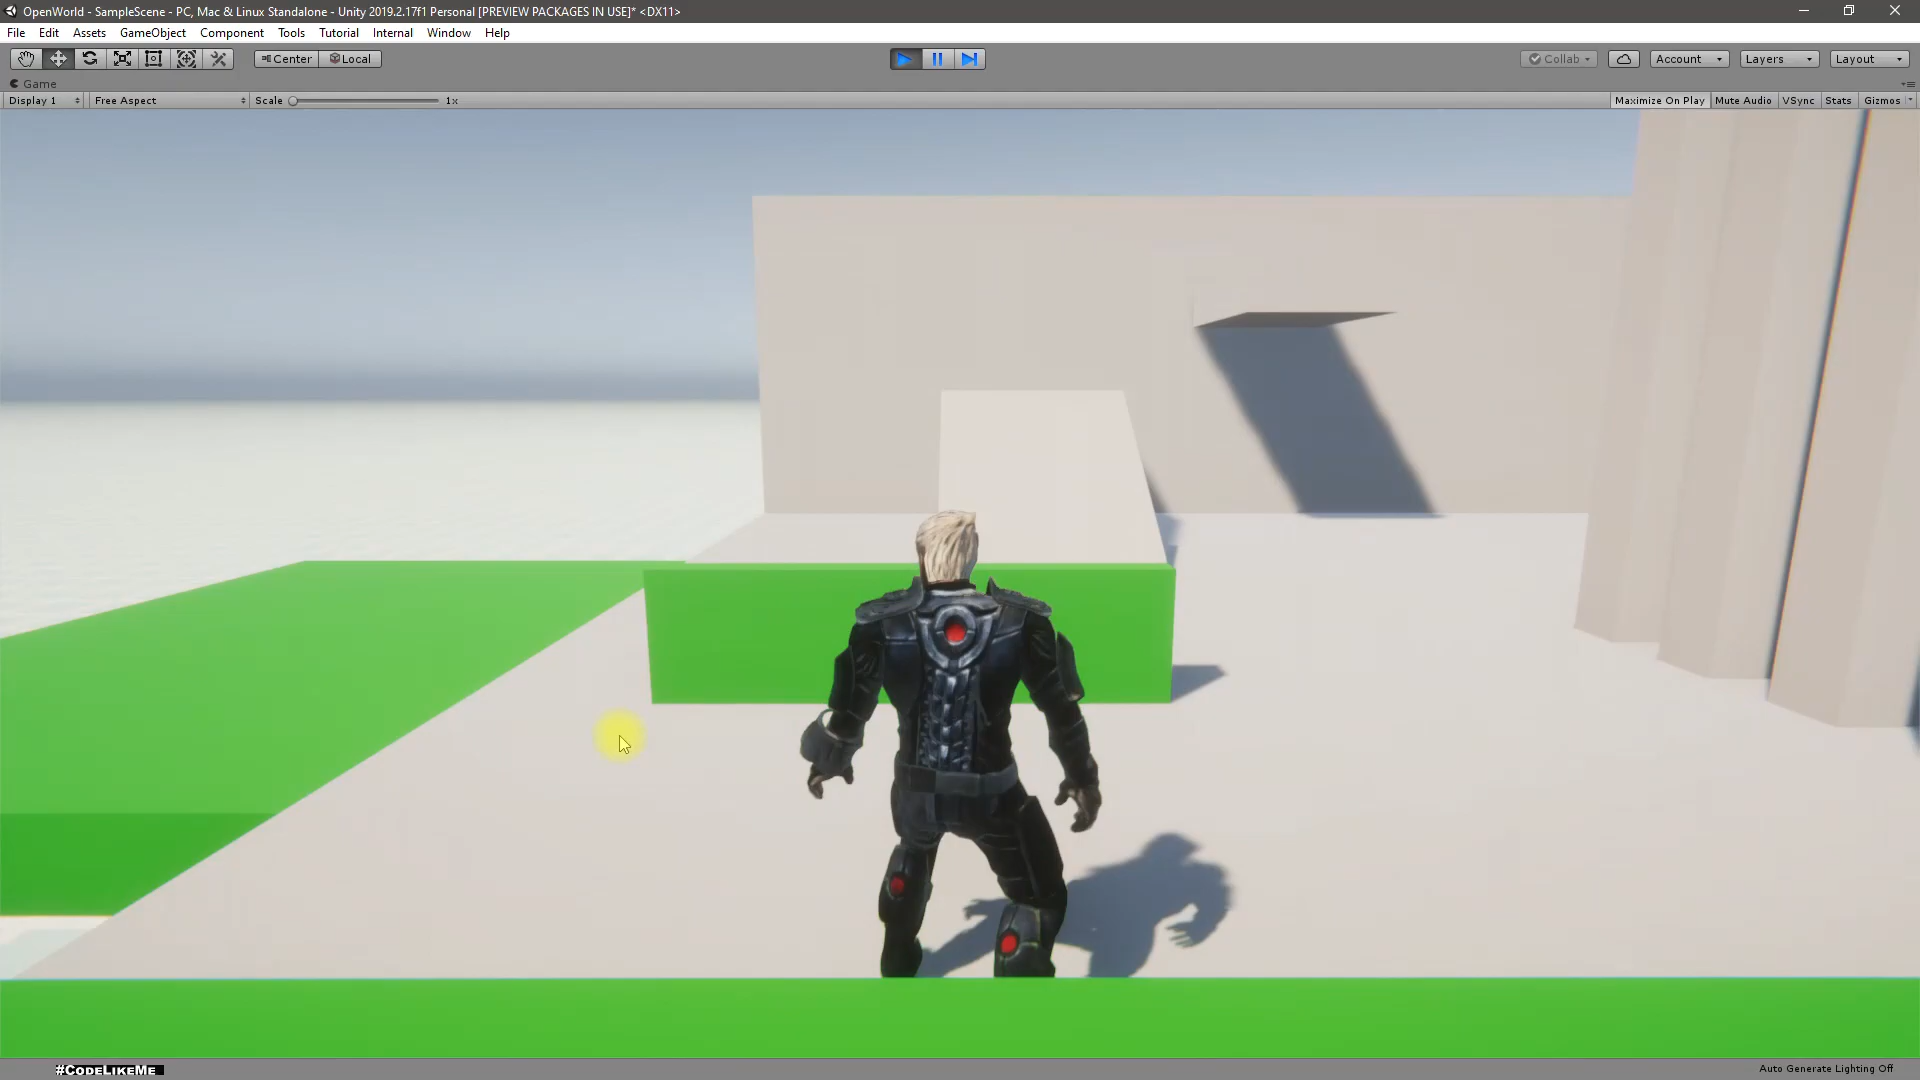 OpenWorld - SampleScene - PC, Mac & Linux Standalone - Unity 2019.2.17f1 Personal [PREVIEW PACKAGES IN USE]* <DX11>
File Edit Assets GameObject Component Tools Tutorial Internal Window Help
Center Local Collab Account Layers Layout
Game
Display 1 Free Aspect Scale 1x Maximize On Play Mute Audio VSync Stats Gizmos
#CodeLikeMe Auto Generate Lighting Off